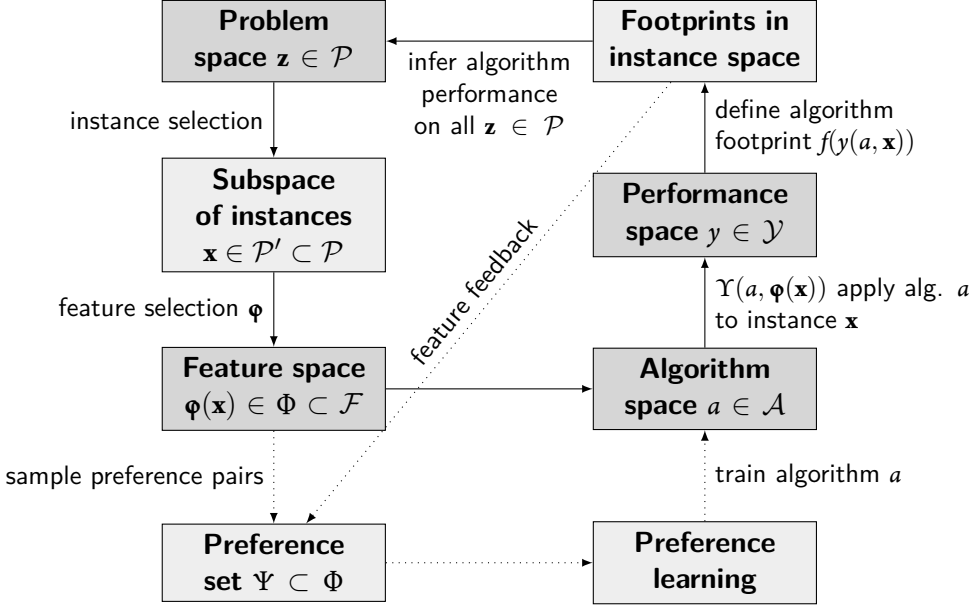 Problem
space z ∈ 𝒫
Footprints in
instance space
infer algorithm
performance
on all z ∈ 𝒫
instance selection
define algorithm
footprint f(y(a, x))
Subspace
of instances
x ∈ 𝒫′ ⊂ 𝒫
Performance
space y ∈ 𝒴
feature feedback
feature selection φ
ϒ(a, φ(x)) apply alg. a
to instance x
Feature space
φ(x) ∈ Φ ⊂ ℱ
Algorithm
space a ∈ 𝒜
sample preference pairs
train algorithm a
Preference
set Ψ ⊂ Φ
Preference
learning